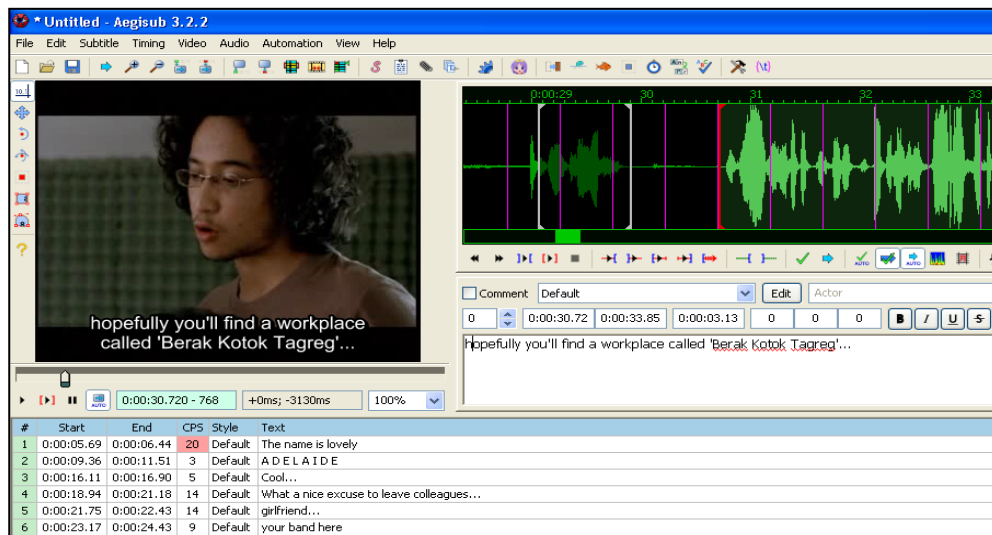 * Untitled - Aegisub 3.2.2
File Edit Subtitle Timing Video Audio Automation View Help
0:00:29 30 31 32 33
hopefully you'll find a workplace
called 'Berak Kotok Tagreg'...
Comment Default Edit Actor
0 0:00:30.72 0:00:33.85 0:00:03.13 0 0 0 B I U S
hopefully you'll find a workplace called 'Berak Kotok Tagreg'...
AUTO 0:00:30.720 - 768 +0ms; -3130ms 100%
# Start End CPS Style Text
1 0:00:05.69 0:00:06.44 20 Default The name is lovely
2 0:00:09.36 0:00:11.51 3 Default A D E L A I D E
3 0:00:16.11 0:00:16.90 5 Default Cool...
4 0:00:18.94 0:00:21.18 14 Default What a nice excuse to leave colleagues...
5 0:00:21.75 0:00:22.43 14 Default girlfriend...
6 0:00:23.17 0:00:24.43 9 Default your band here